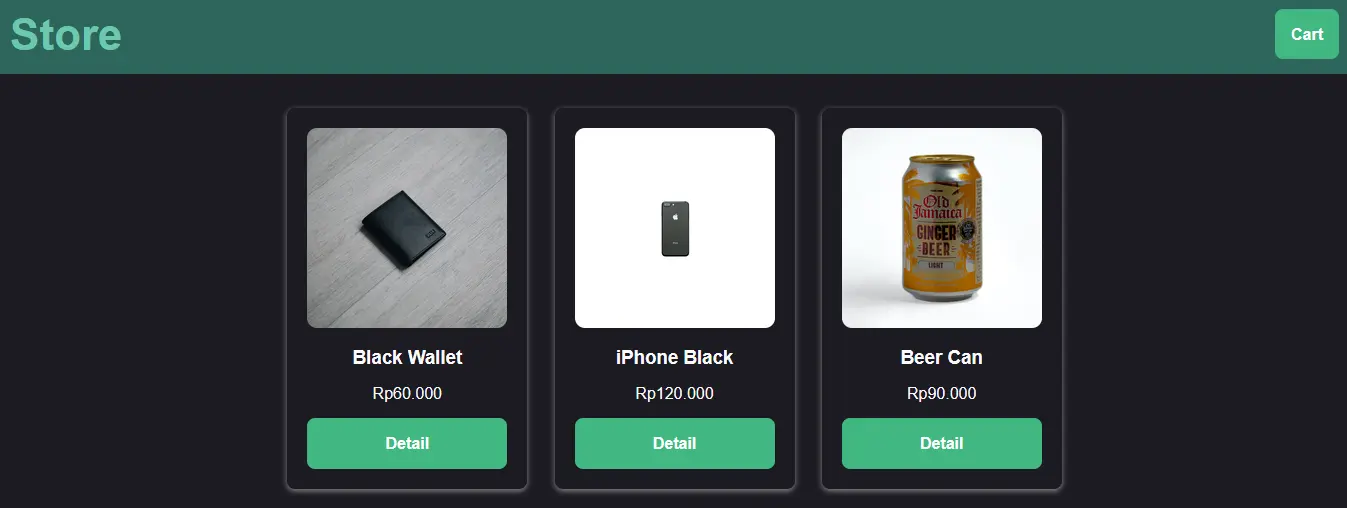 Store
Cart
Old
Jamaica
GINGER
BEER
LIGHT
Black Wallet
iPhone Black
Beer Can
Rp60.000
Rp120.000
Rp90.000
Detail
Detail
Detail